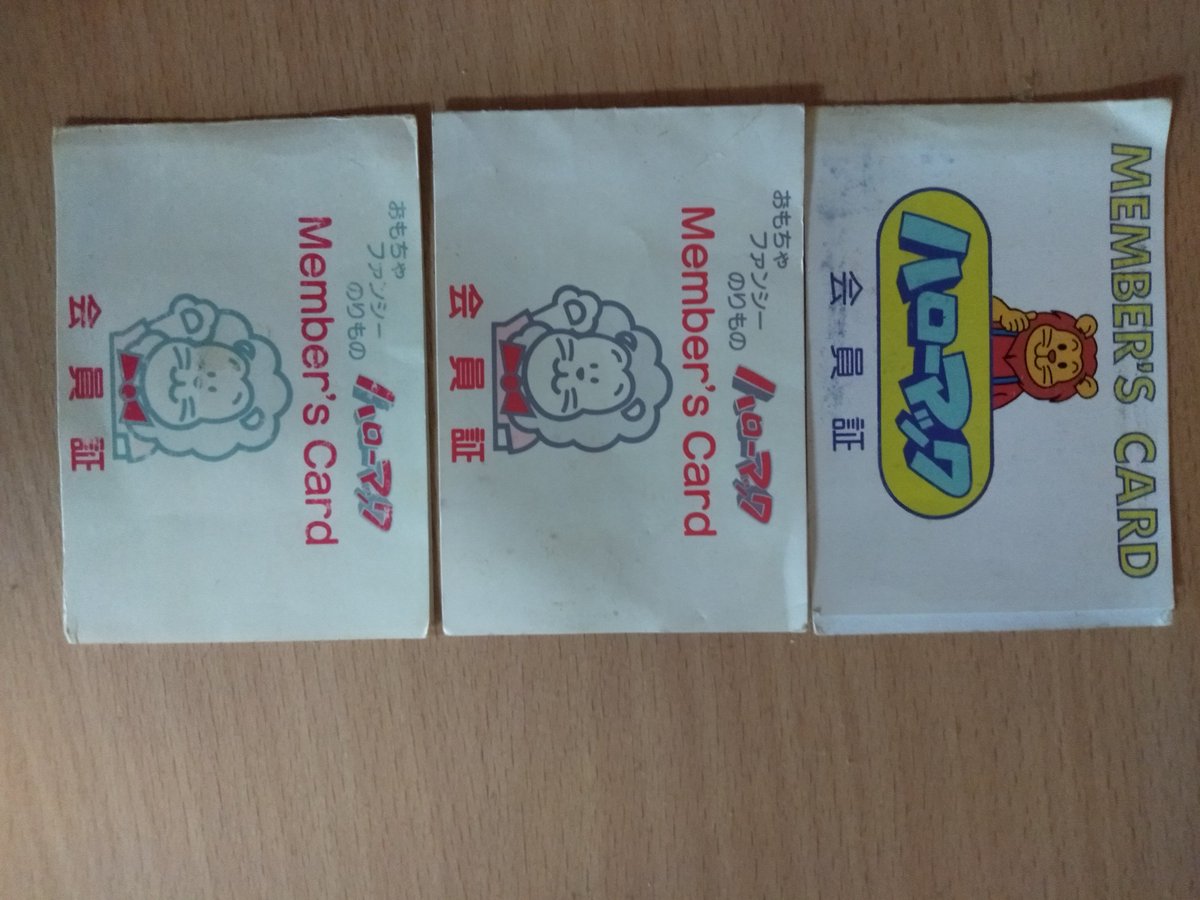 おもちゃ
ファンシー
のりもの
ハローマック
Member's Card
会員証
おもちゃ
ファンシー
のりもの
ハローマック
Member's Card
会員証
MEMBER'S CARD
ハローマック
会員証